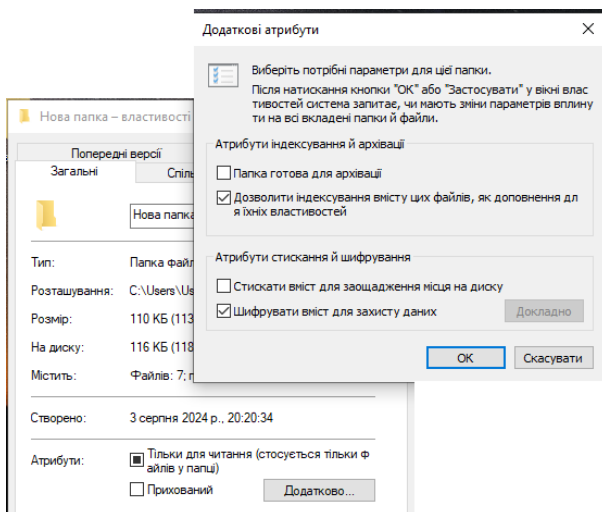 Додаткові атрибути
Виберіть потрібні параметри для цієї папки.
Після натискання кнопки "ОК" або "Застосувати" у вікні влас
тивостей система запитає, чи мають зміни параметрів вплину
ти на всі вкладені папки й файли.
Атрибути індексування й архівації
Папка готова для архівації
Дозволити індексування вмісту цих файлів, як доповнення дл
я їхніх властивостей
Атрибути стискання й шифрування
Стискати вміст для заощадження місця на диску
Шифрувати вміст для захисту даних
Докладно
ОК
Скасувати
Нова папка – властивості
Попередні версії
Загальні
Нова папка
Тип:
Папка
Розташування:
C:\Users\Us
Розмір:
110 КБ (113
На диску:
116 КБ (118
Містить:
Файлів: 7;
Створено:
3 серпня 2024 р., 20:20:34
Атрибути:
Тільки для читання (стосується тільки ф
айлів у папці)
Прихований
Додатково...